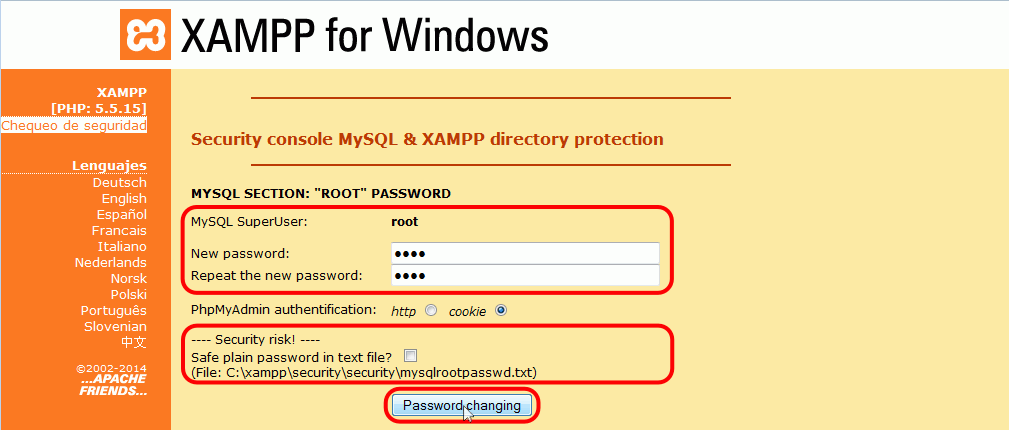 XAMPP for Windows
XAMPP
[PHP: 5.5.15]
Chequeo de seguridad
Lenguajes
Deutsch
English
Español
Francais
Italiano
Nederlands
Norsk
Polski
Português
Slovenian
中文
©2002-2014
...APACHE
FRIENDS...
Security console MySQL & XAMPP directory protection
MYSQL SECTION: "ROOT" PASSWORD
MySQL SuperUser: root
New password: ••••
Repeat the new password: ••••
PhpMyAdmin authentification: http cookie
---- Security risk! ----
Safe plain password in text file?
(File: C:\xampp\security\security\mysqlrootpasswd.txt)
Password changing